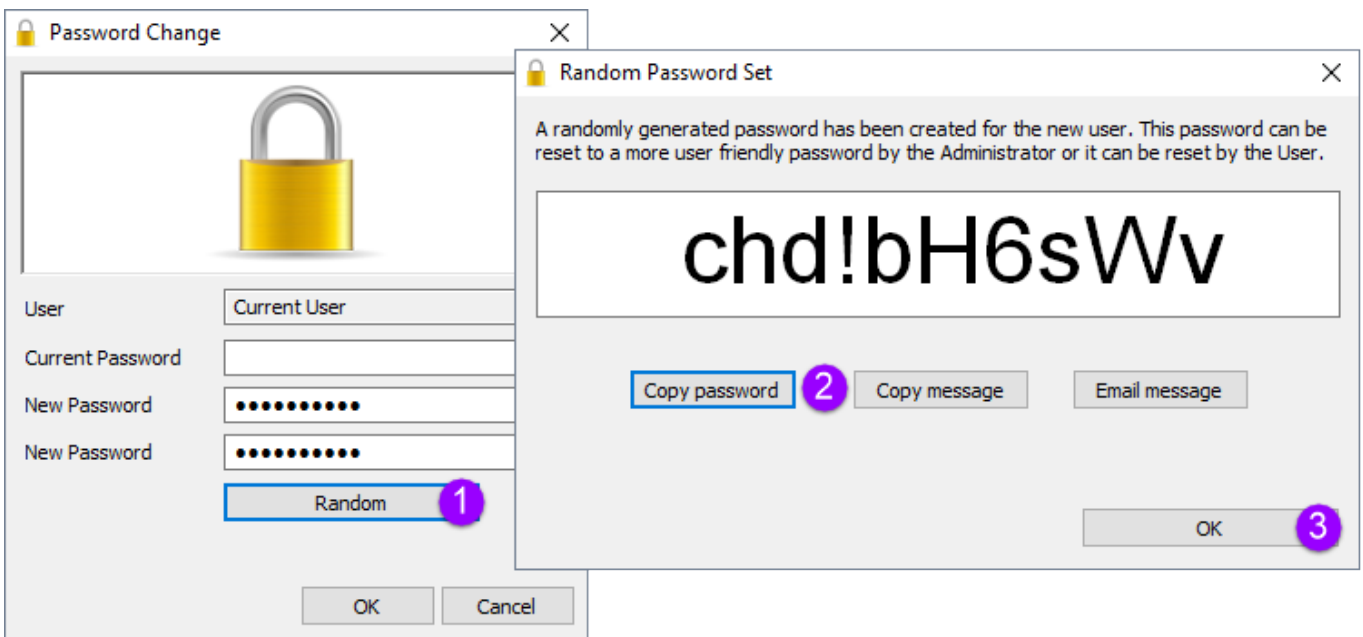 Password Change
User
Current User
Current Password
New Password
••••••••••
New Password
••••••••••
Random
1
OK
Cancel
Random Password Set
A randomly generated password has been created for the new user. This password can be
reset to a more user friendly password by the Administrator or it can be reset by the User.
chd!bH6sWv
Copy password
2
Copy message
Email message
OK
3